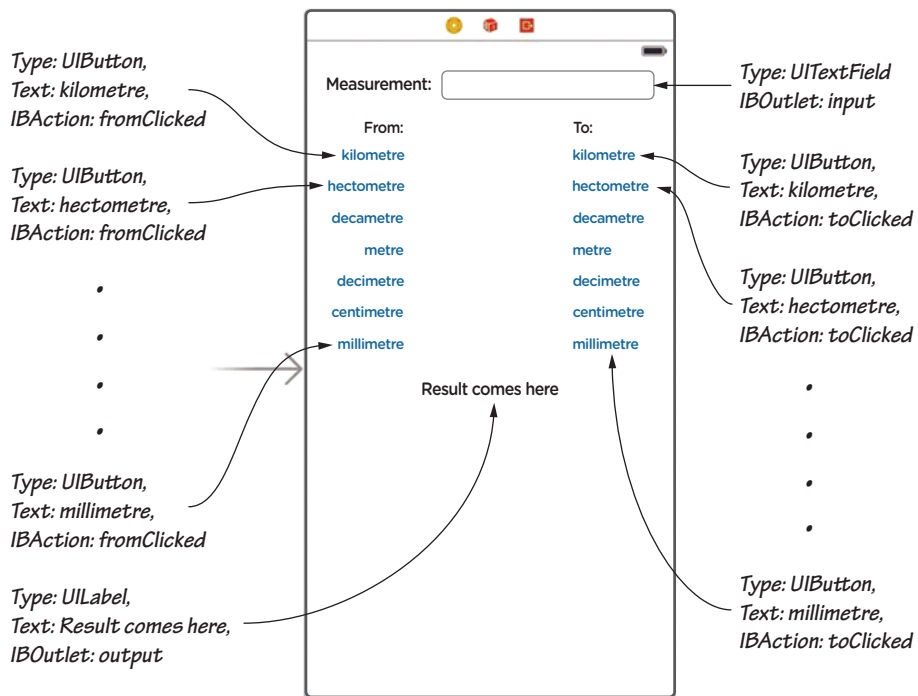 Type: UIButton,
Text: kilometre,
IBAction: fromClicked
Type: UIButton,
Text: hectometre,
IBAction: fromClicked
Type: UIButton,
Text: millimetre,
IBAction: fromClicked
Type: UILabel,
Text: Result comes here,
IBOutlet: output
Measurement:
From:
kilometre
hectometre
decametre
metre
decimetre
centimetre
millimetre
To:
kilometre
hectometre
decametre
metre
decimetre
centimetre
millimetre
Result comes here
Type: UITextField
IBOutlet: input
Type: UIButton,
Text: kilometre,
IBAction: toClicked
Type: UIButton,
Text: hectometre,
IBAction: toClicked
Type: UIButton,
Text: millimetre,
IBAction: toClicked